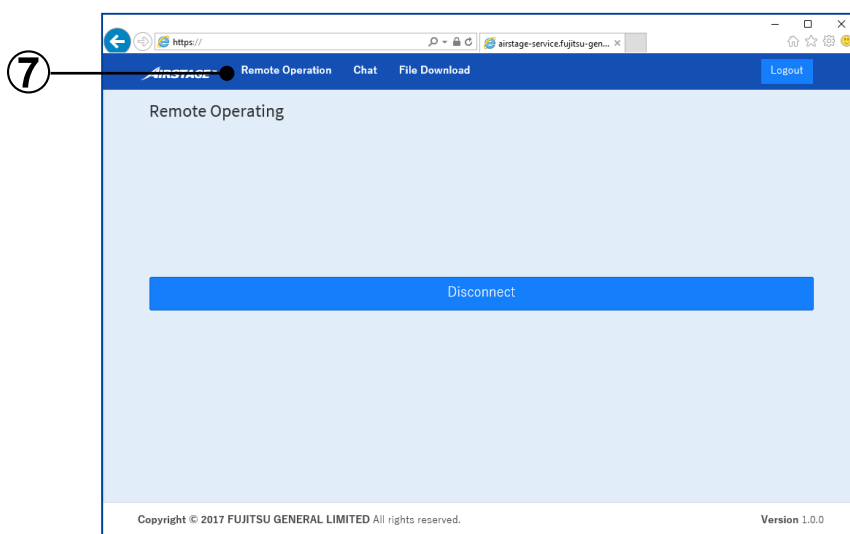 https://
airstage-service.fujitsu-gen...
⑦
AIRSTAGE Remote Operation Chat File Download Logout
Remote Operating
Disconnect
Copyright © 2017 FUJITSU GENERAL LIMITED All rights reserved. Version 1.0.0